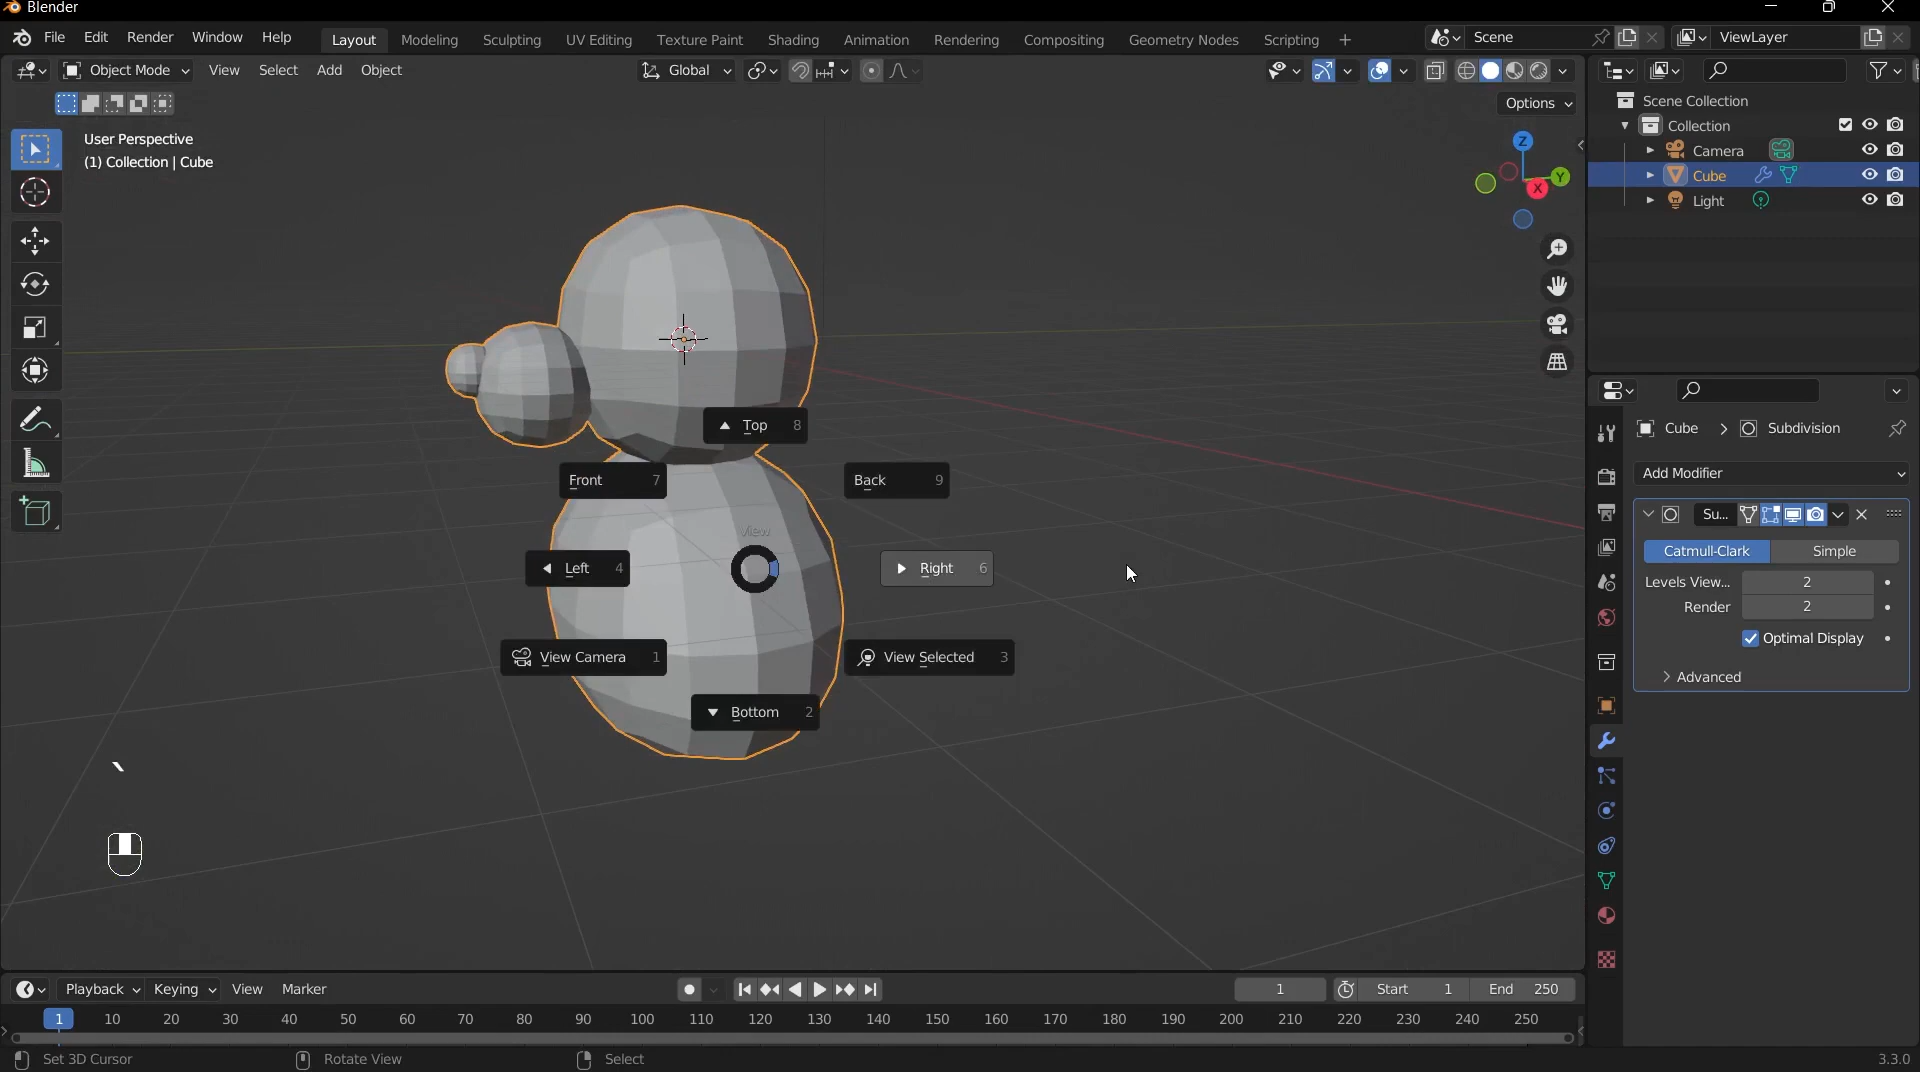 Blender
File Edit Render Window Help Layout Modeling Sculpting UV Editing Texture Paint Shading Animation Rendering Compositing Geometry Nodes Scripting + Scene ViewLayer
Object Mode View Select Add Object Global
Options
User Perspective
(1) Collection | Cube
Z
Y
X
Scene Collection
Collection
Camera
Cube
Light
Cube > Subdivision
Add Modifier
Su...
Catmull-Clark Simple
Levels View... 2
Render 2
Optimal Display
Advanced
Top 8
Front 7
Back 9
View
Left 4
Right 6
View Camera 1
View Selected 3
Bottom 2
`
Playback Keying View Marker 1 Start 1 End 250
1 10 20 30 40 50 60 70 80 90 100 110 120 130 140 150 160 170 180 190 200 210 220 230 240 250
Set 3D Cursor Rotate View Select 3.3.0